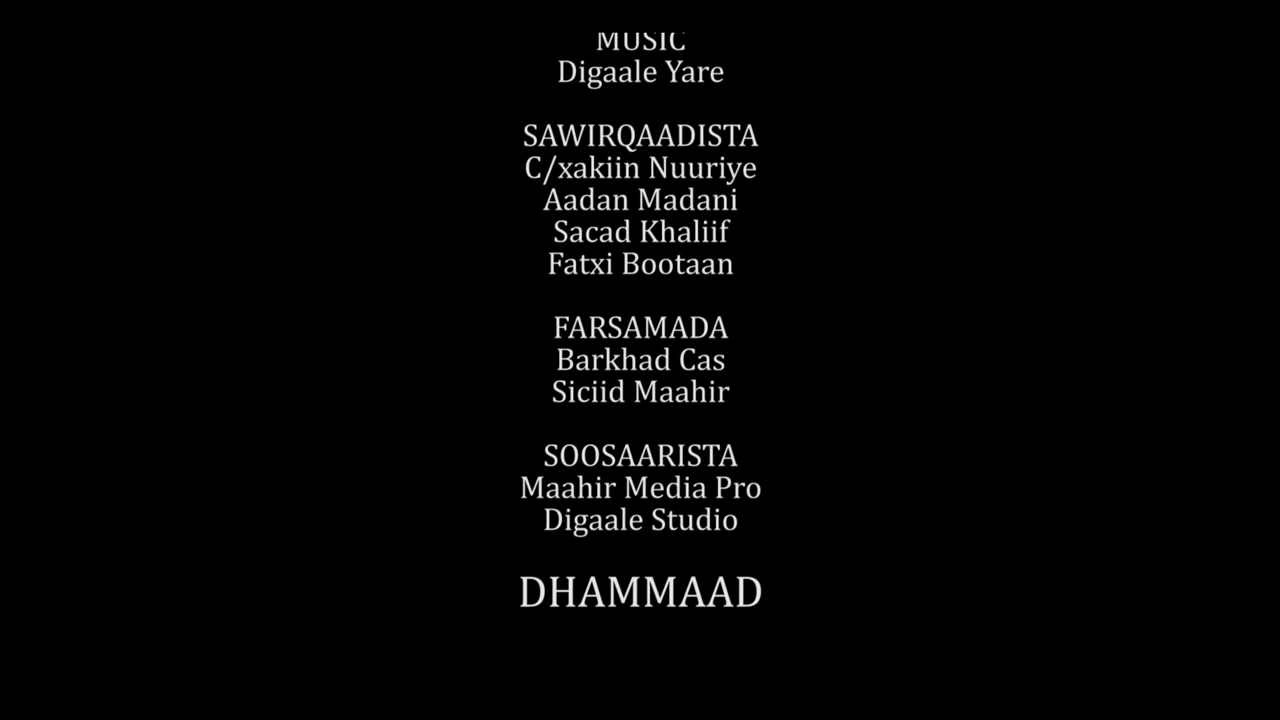 MUSIC
Digaale Yare
SAWIRQAADISTA
C/xakiin Nuuriye
Aadan Madani
Sacad Khaliif
Fatxi Bootaan
FARSAMADA
Barkhad Cas
Siciid Maahir
SOOSAARISTA
Maahir Media Pro
Digaale Studio
DHAMMAAD